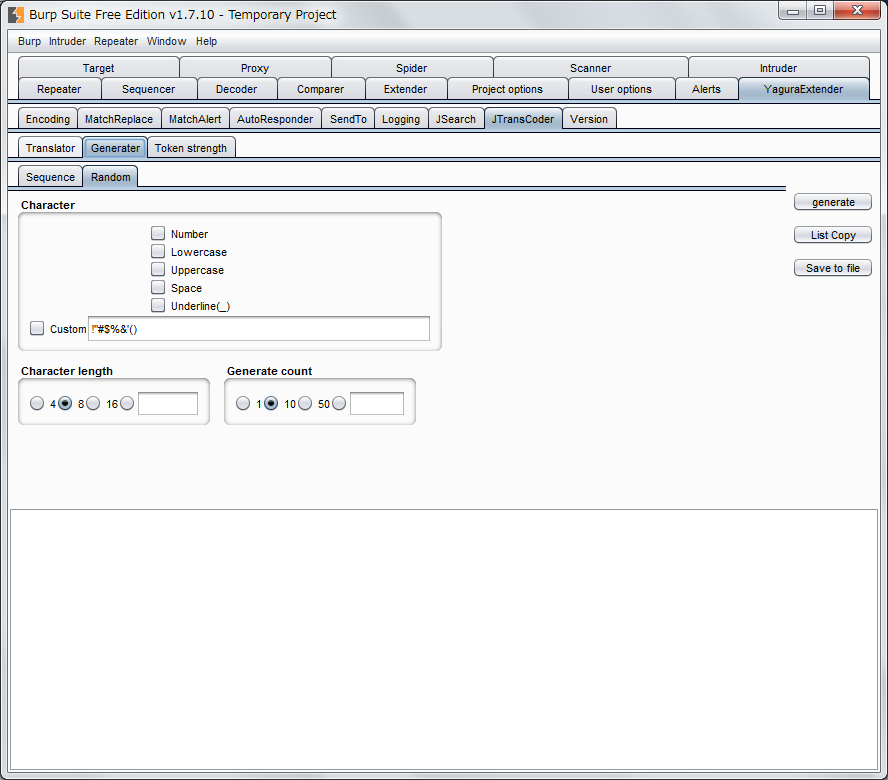 Burp Suite Free Edition v1.7.10 - Temporary Project
Burp Intruder Repeater Window Help
Target Proxy Spider Scanner Intruder
Repeater Sequencer Decoder Comparer Extender Project options User options Alerts YaguraExtender
Encoding MatchReplace MatchAlert AutoResponder SendTo Logging JSearch JTransCoder Version
Translator Generater Token strength
Sequence Random
Character
generate
Number
List Copy
Lowercase
Uppercase
Save to file
Space
Underline(_)
Custom !"#$%&'()
Character length Generate count
4 8 16 1 10 50